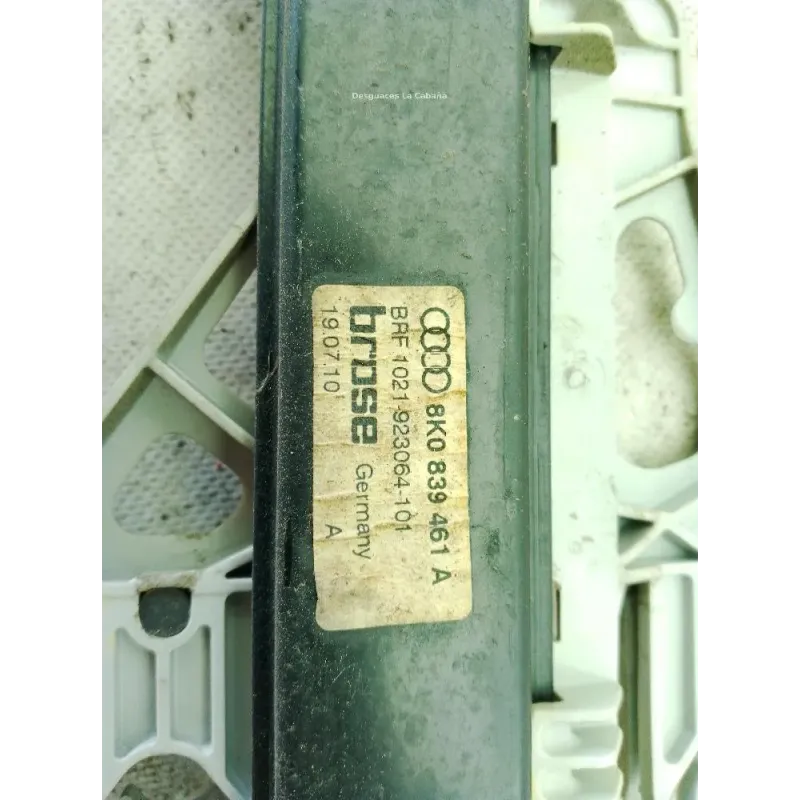 Desguaces La Cabaña
8K0 839 461 A
BRF 1021-923064-101
brose Germany
19.07.10 A